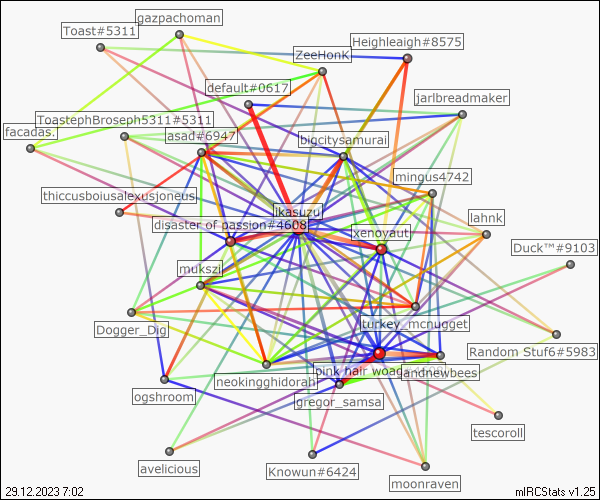 gazpachoman
Toast#5311
Heighleaigh#8575
ZeeHonK
default#0617
jarlbreadmaker
ToastephBroseph5311#5311
facadas.
asad#6947
bigcitysamurai
mingus4742
thiccusboiusalexusjoneusi
ikasuzu
lahnk
disaster of passion#4608
xenoyaut
Duck™#9103
mukszi
Dogger_Dig
turkey_mcnugget
Random Stuf6#5983
pink hair woad
andnewbees
neokingghidorah
ogshroom
gregor_samsa
tescoroll
avelicious
Knowun#6424
moonraven
29.12.2023 7:02
mIRCStats v1.25